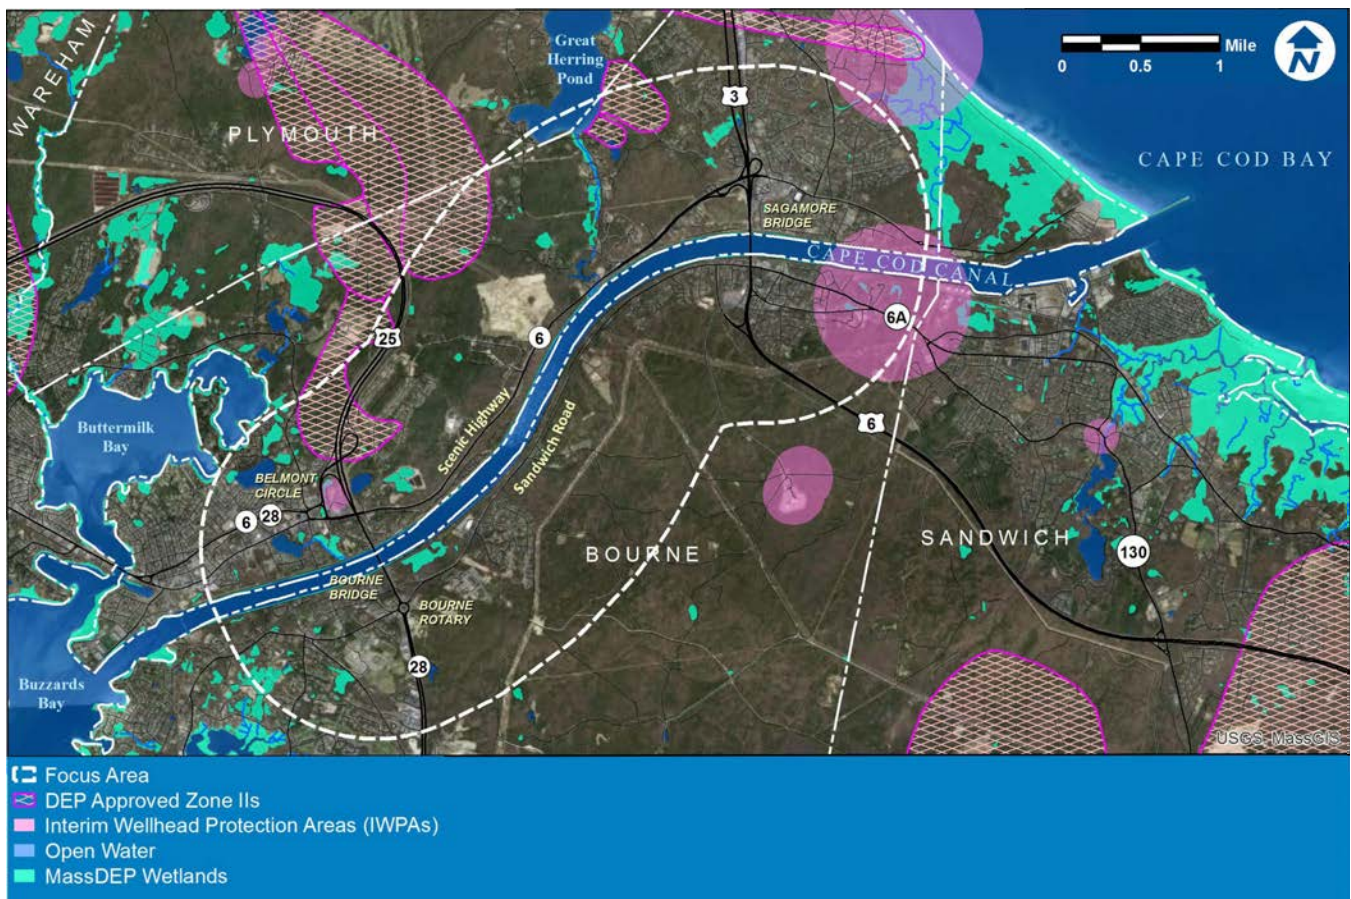 WAREHAM
PLYMOUTH
Great
Herring
Pond
3
Mile
0 0.5 1
N
CAPE COD BAY
SAGAMORE
BRIDGE
CAPE COD CANAL
6A
25
6
Scenic Highway
Sandwich Road
Buttermilk
Bay
BELMONT
CIRCLE
6 28
6
BOURNE
SANDWICH
130
BOURNE
BRIDGE
BOURNE
ROTARY
28
Buzzards
Bay
USGS, MassGIS
Focus Area
DEP Approved Zone IIs
Interim Wellhead Protection Areas (IWPAs)
Open Water
MassDEP Wetlands